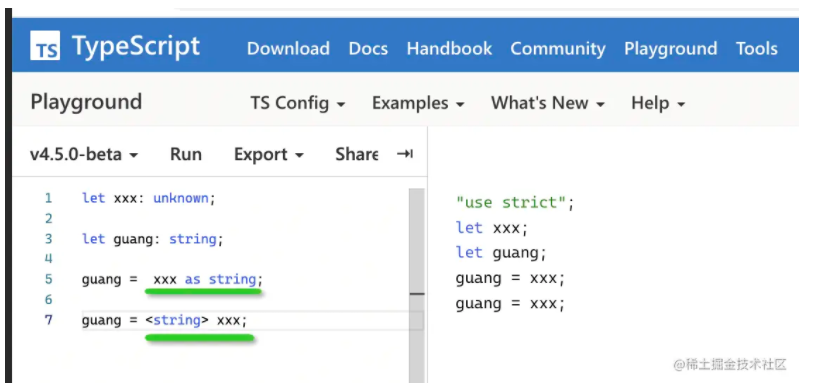 TS TypeScript Download Docs Handbook Community Playground Tools
Playground TS Config Examples What's New Help
v4.5.0-beta Run Export Share
1 let xxx: unknown;
2
3 let guang: string;
4
5 guang = xxx as string;
6
7 guang = <string> xxx;
"use strict";
let xxx;
let guang;
guang = xxx;
guang = xxx;
@稀土掘金技术社区